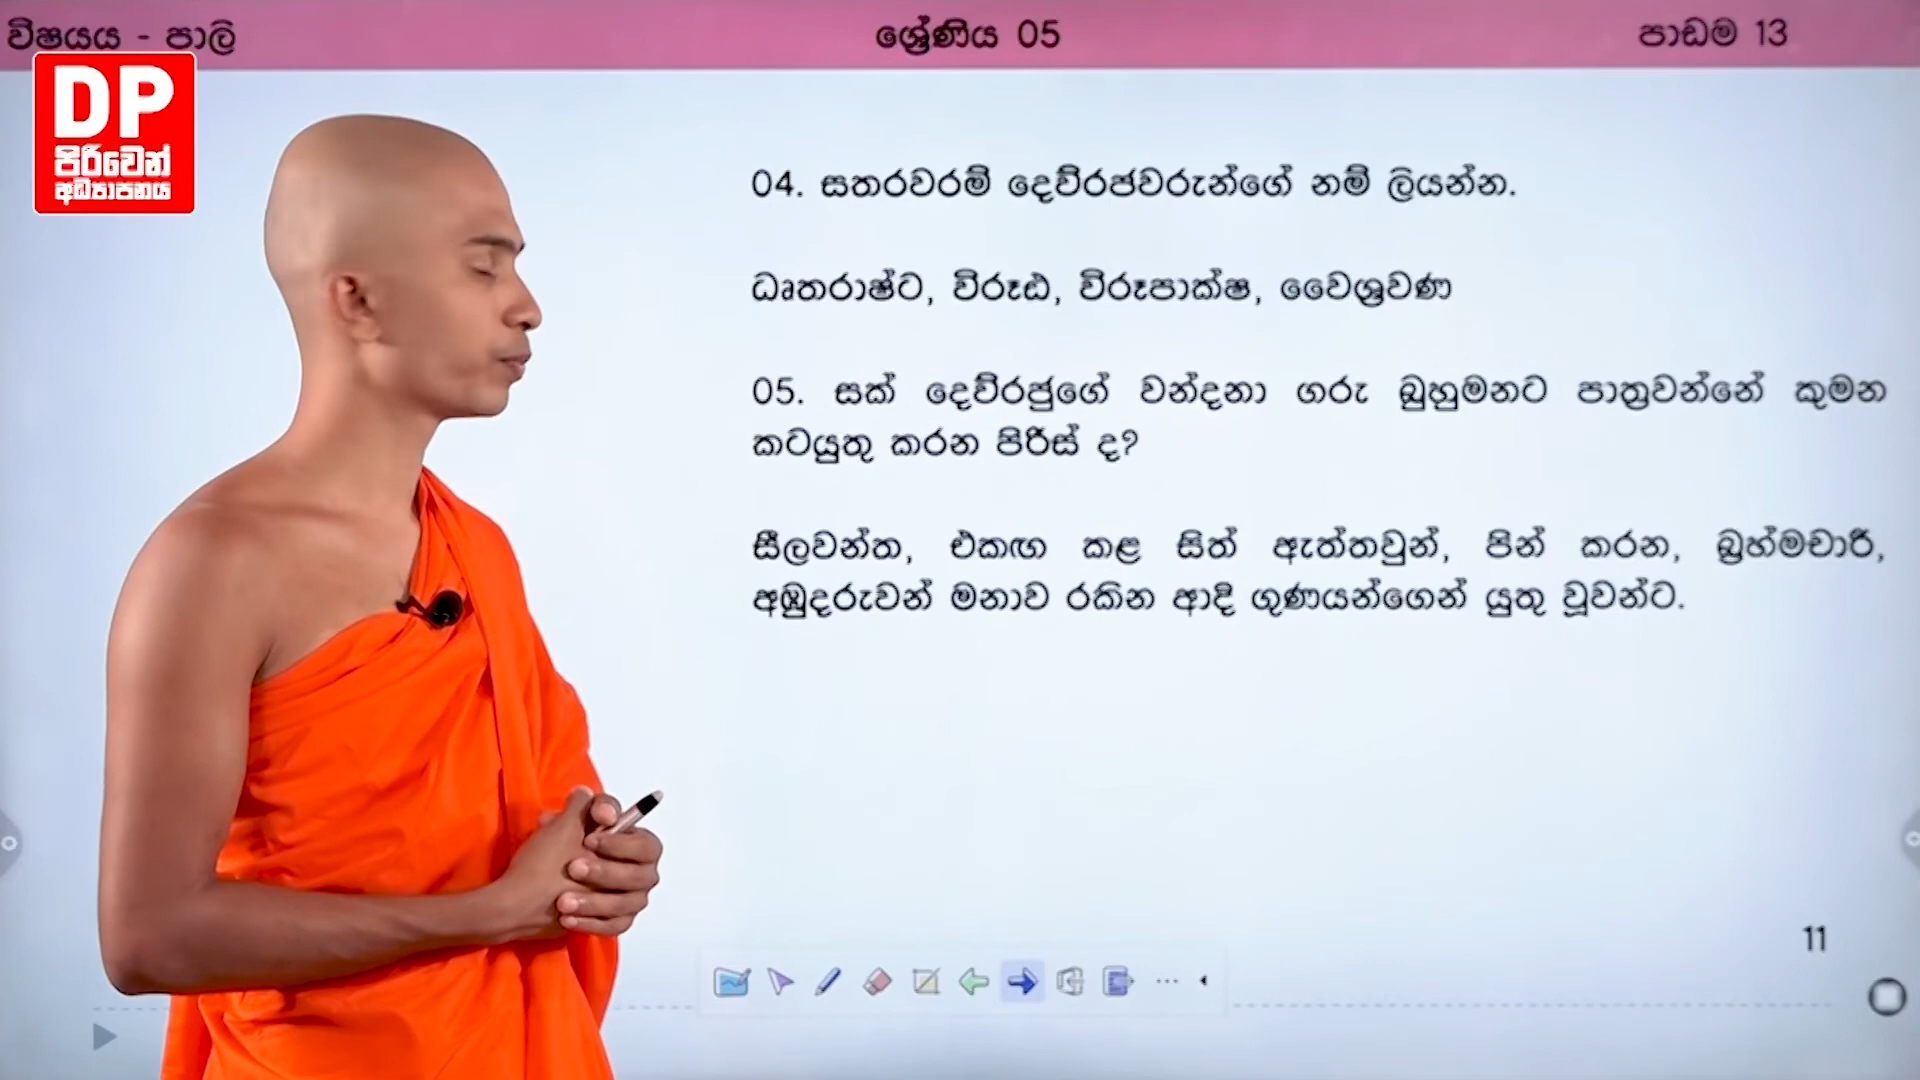 විෂයය - පාලි ශ්‍රේණිය 05 පාඩම 13
DP
පිරිවෙන්
අධ්‍යාපනය
04. සතරවරම් දෙව්රජවරුන්ගේ නම් ලියන්න.
ධෘතරාෂ්ට, විරූඪ, විරූපාක්ෂ, වෛශ්‍රවණ
05. සක් දෙව්රජුගේ වන්දනා ගරු බුහුමනට පාත්‍රවන්නේ කුමන
කටයුතු කරන පිරිස් ද?
සීලවන්ත, එකඟ කළ සිත් ඇත්තවුන්, පින් කරන, බ්‍රහ්මචාරී,
අඹුදරුවන් මනාව රකින ආදි ගුණයන්ගෙන් යුතු වූවන්ට.
11